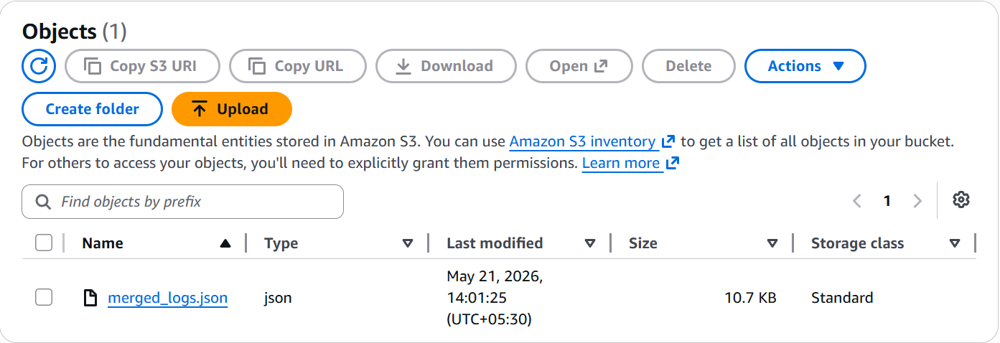 Objects (1)
Copy S3 URI Copy URL Download Open Delete Actions
Create folder Upload
Objects are the fundamental entities stored in Amazon S3. You can use Amazon S3 inventory to get a list of all objects in your bucket.
For others to access your objects, you'll need to explicitly grant them permissions. Learn more
Find objects by prefix 1
Name Type Last modified Size Storage class
merged_logs.json json May 21, 2026, 10.7 KB Standard
14:01:25
(UTC+05:30)